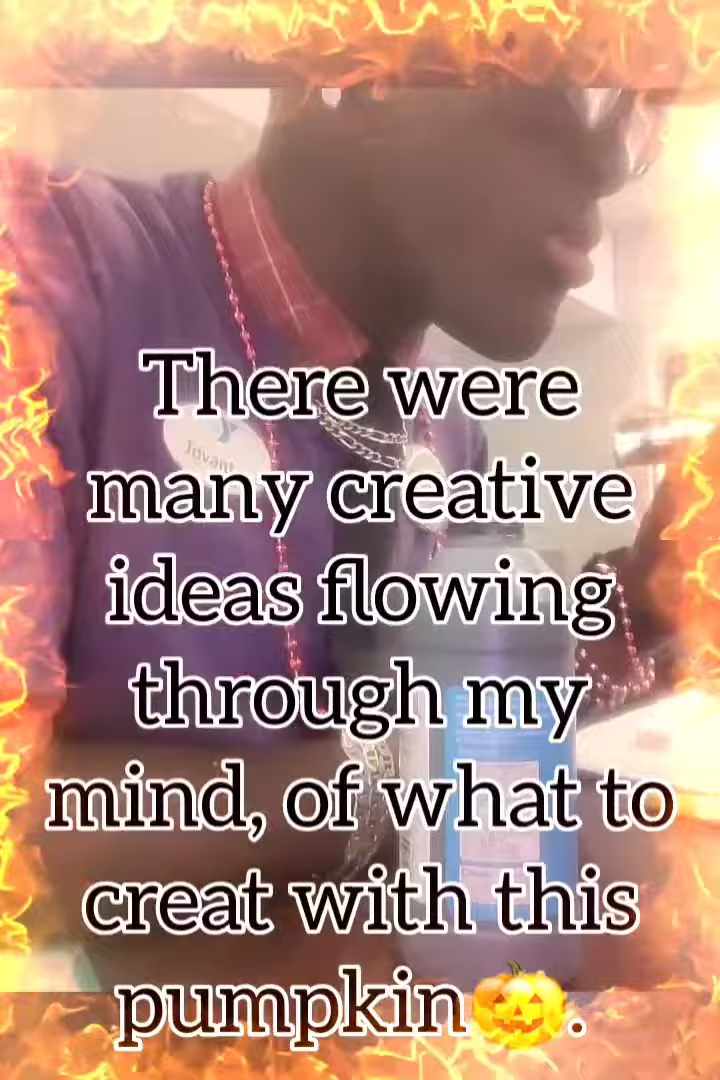 There were
many creative
ideas flowing
through my
mind, of what to
creat with this
pumpkin🎃.